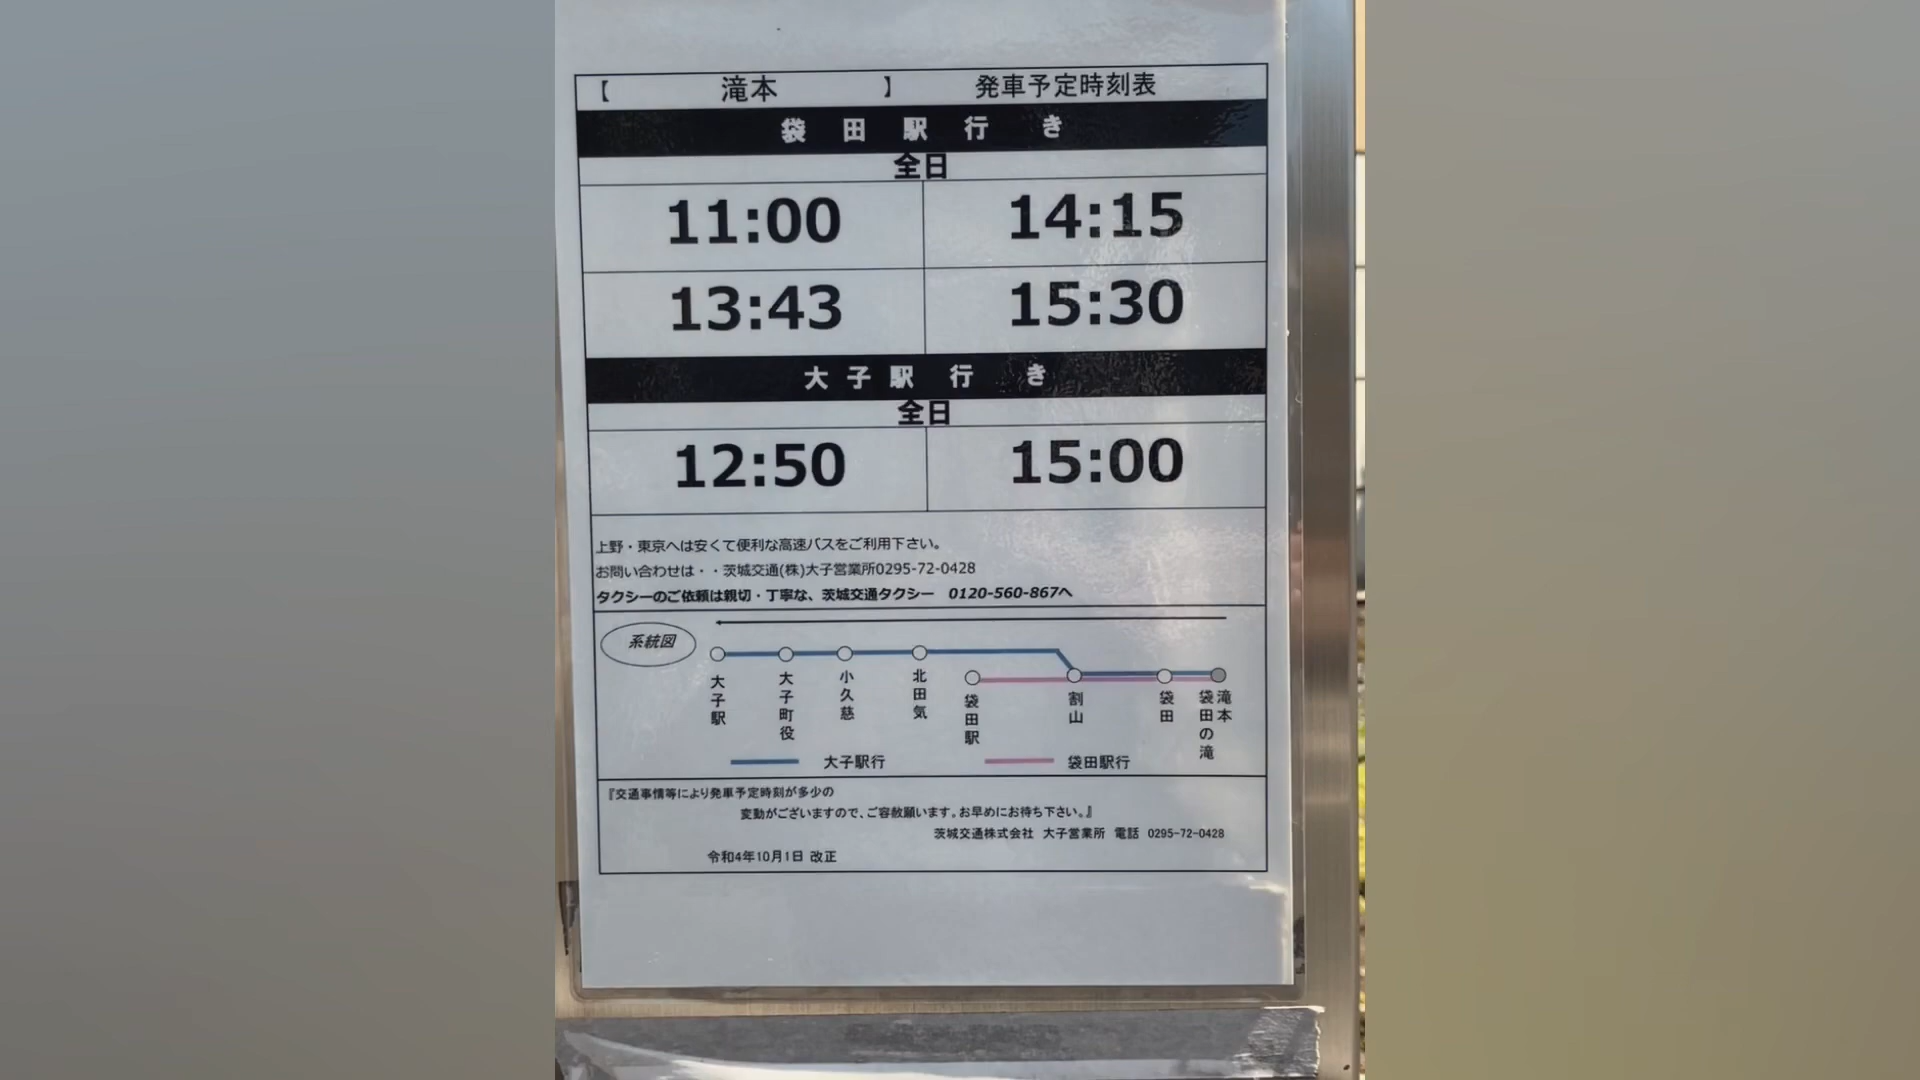 【 滝本 】 発車予定時刻表
袋田駅行き
全日
11:00 14:15
13:43 15:30
大子駅行き
全日
12:50 15:00
上野・東京へは安くて便利な高速バスをご利用下さい。
お問い合わせは・・茨城交通(株)大子営業所0295-72-0428
タクシーのご依頼は親切・丁寧な、茨城交通タクシー 0120-560-867へ
系統図
大子駅
大子町役
小久慈
北田気
袋田駅
割山
袋田
滝本
袋田の滝
大子駅行 袋田駅行
『交通事情等により発車予定時刻が多少の
変動がございますので、ご容赦願います。お早めにお待ち下さい。』
茨城交通株式会社 大子営業所 電話 0295-72-0428
令和4年10月1日 改正